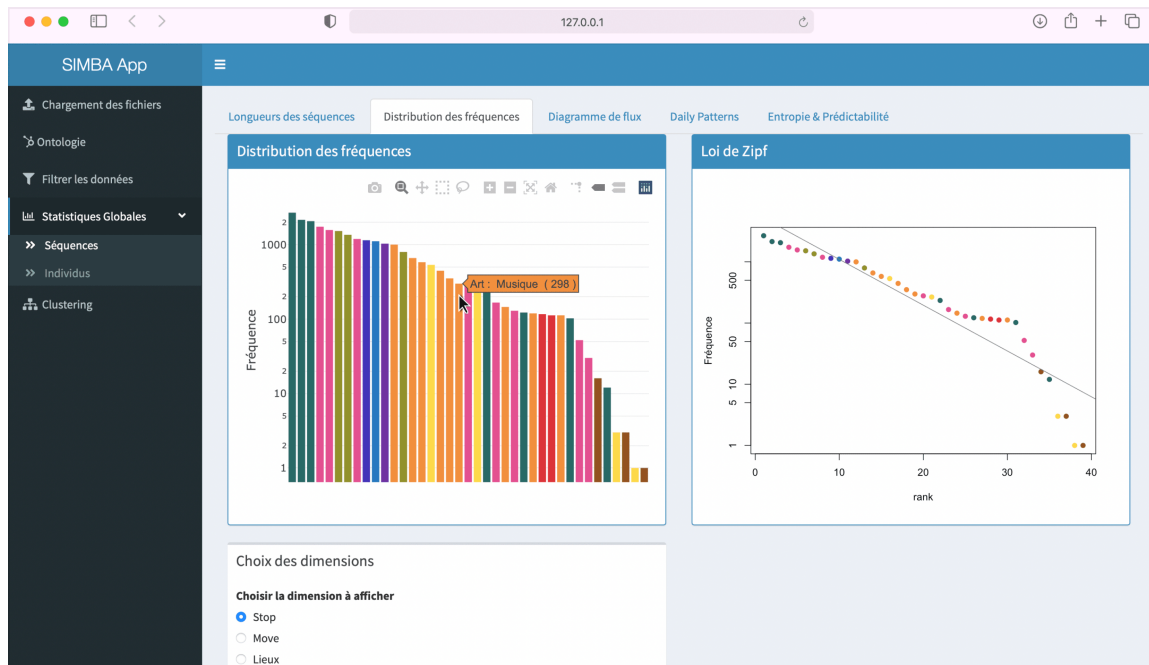 127.0.0.1
SIMBA App
Chargement des fichiers
Ontologie
Filtrer les données
Statistiques Globales
Séquences
Individus
Clustering
Longueurs des séquences
Distribution des fréquences
Diagramme de flux
Daily Patterns
Entropie & Prédictabilité
Distribution des fréquences
2
1000
5
2
100
5
2
10
5
2
1
Fréquence
Art : Musique ( 298 )
Loi de Zipf
500
50
10
5
1
Fréquence
0 10 20 30 40
rank
Choix des dimensions
Choisir la dimension à afficher
Stop
Move
Lieux